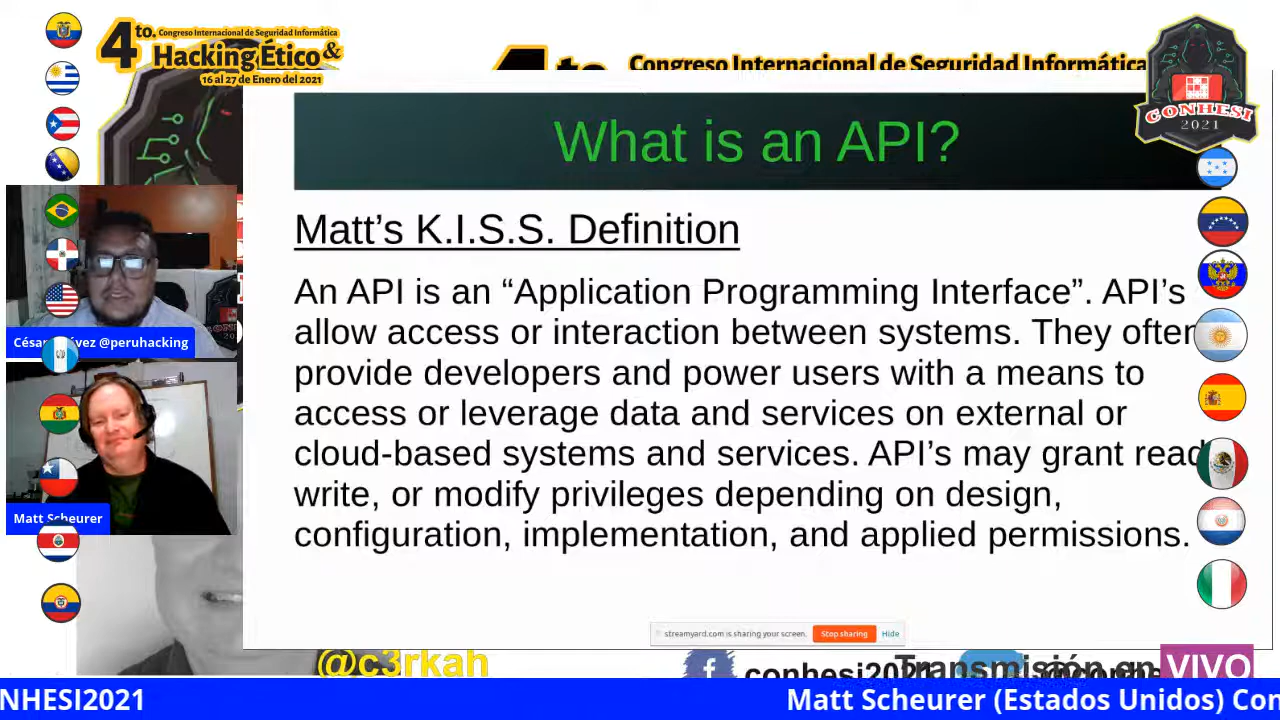 4to. Congreso Internacional de Seguridad Informática
Hacking Ético &
16 al 27 de Enero del 2021
4to Congreso Internacional de Seguridad Informática
CONHESI
2021
What is an API?
Matt’s K.I.S.S. Definition
An API is an “Application Programming Interface”. API’s
allow access or interaction between systems. They often
provide developers and power users with a means to
access or leverage data and services on external or
cloud-based systems and services. API’s may grant read
write, or modify privileges depending on design,
configuration, implementation, and applied permissions.
@peruhacking
Matt Scheurer
streamyard.com is sharing your screen.
Stop sharing
Hide
@c3rkah
conhesi2021
Transmisión en VIVO
NHESI2021
Matt Scheurer (Estados Unidos) Con